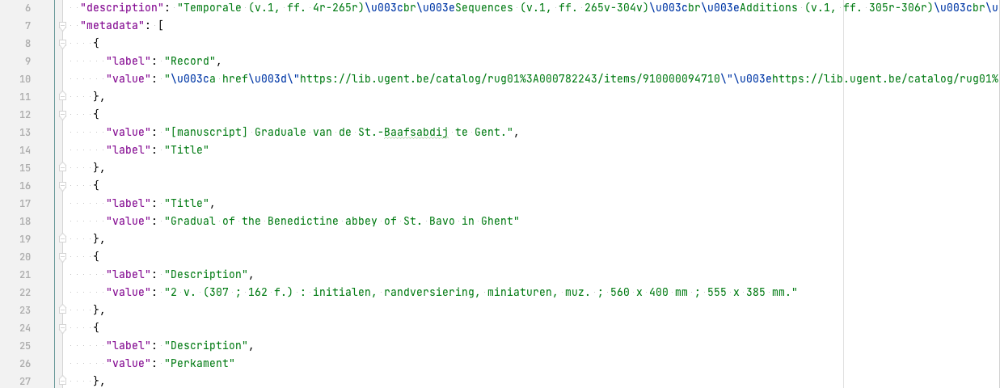 6 "description": "Temporale (v.1, ff. 4r-265r)\u003cbr\u003eSequences (v.1, ff. 265v-304v)\u003cbr\u003eAdditions (v.1, ff. 305r-306r)\u003cbr\u
7 "metadata": [
8 {
9 "label": "Record",
10 "value": "\u003ca href\u003d\"https://lib.ugent.be/catalog/rug01%3A000782243/items/910000094710\"\u003ehttps://lib.ugent.be/catalog/rug01%
11 },
12 {
13 "value": "[manuscript] Graduale van de St.-Baafsabdij te Gent.",
14 "label": "Title"
15 },
16 {
17 "label": "Title",
18 "value": "Gradual of the Benedictine abbey of St. Bavo in Ghent"
19 },
20 {
21 "label": "Description",
22 "value": "2 v. (307 ; 162 f.) : initialen, randversiering, miniaturen, muz. ; 560 x 400 mm ; 555 x 385 mm."
23 },
24 {
25 "label": "Description",
26 "value": "Perkament"
27 },